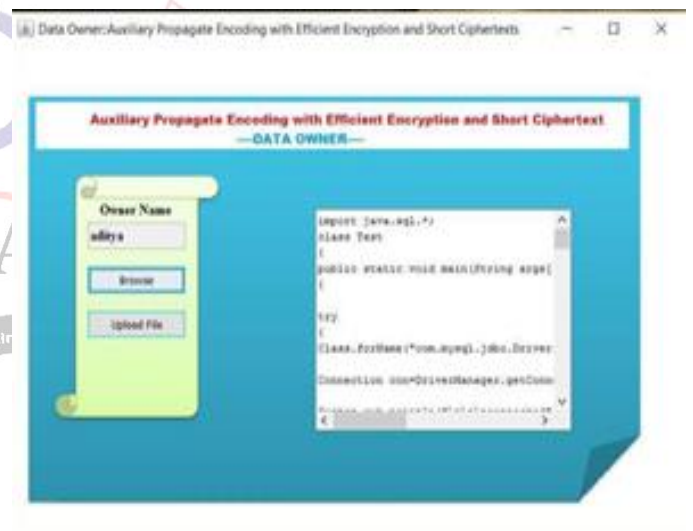 Data Owner:Auxiliary Propagate Encoding with Efficient Encryption and Short Ciphertexts
Auxiliary Propagate Encoding with Efficient Encryption and Short Ciphertext
---DATA OWNER---
Owner Name
aditya
Browse
Upload File
import java.sql.*;
class Test
{
public static void main(String args[
{
try
{
Class.forName("com.mysql.jdbc.Driver
Connection con=DriverManager.getConn